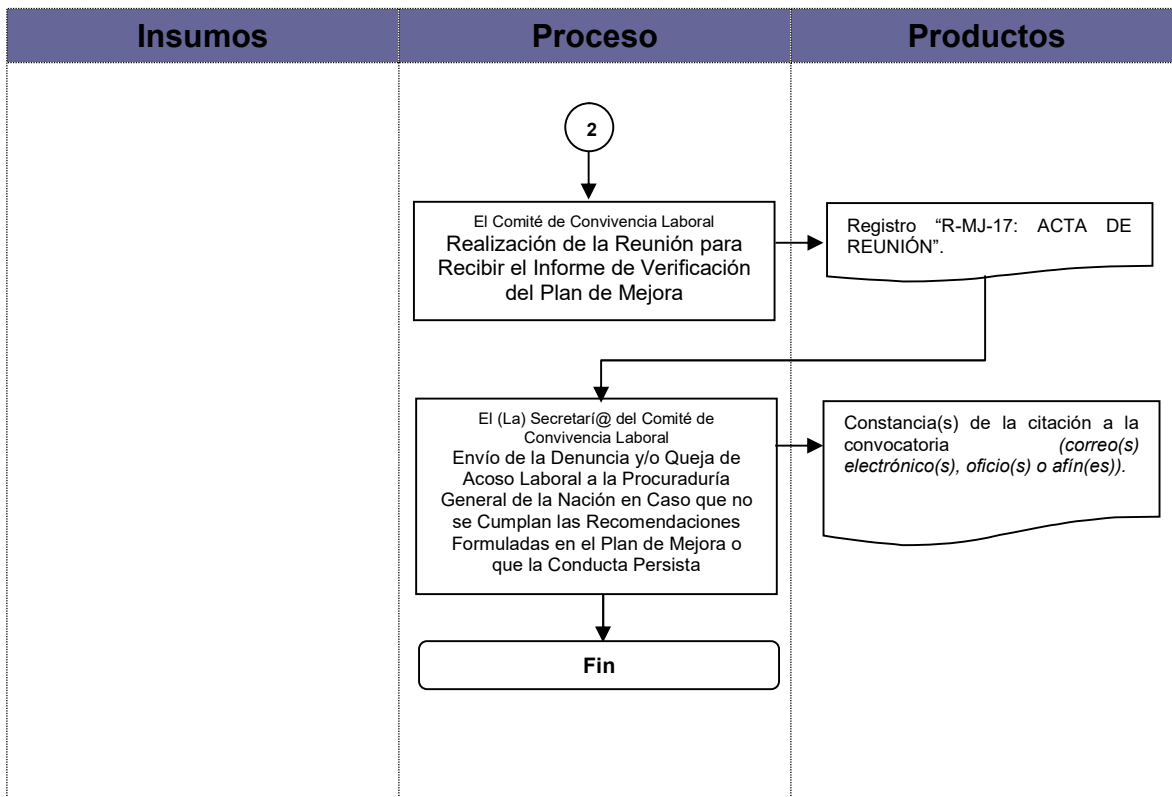 Insumos
Proceso
Productos
2
El Comité de Convivencia Laboral
Realización de la Reunión para
Recibir el Informe de Verificación
del Plan de Mejora
Registro “R-MJ-17: ACTA DE
REUNIÓN”.
El (La) Secretarí@ del Comité de
Convivencia Laboral
Envío de la Denuncia y/o Queja de
Acoso Laboral a la Procuraduría
General de la Nación en Caso que no
se Cumplan las Recomendaciones
Formuladas en el Plan de Mejora o
que la Conducta Persista
Constancia(s) de la citación a la
convocatoria (correo(s)
electrónico(s), oficio(s) o afín(es)).
Fin